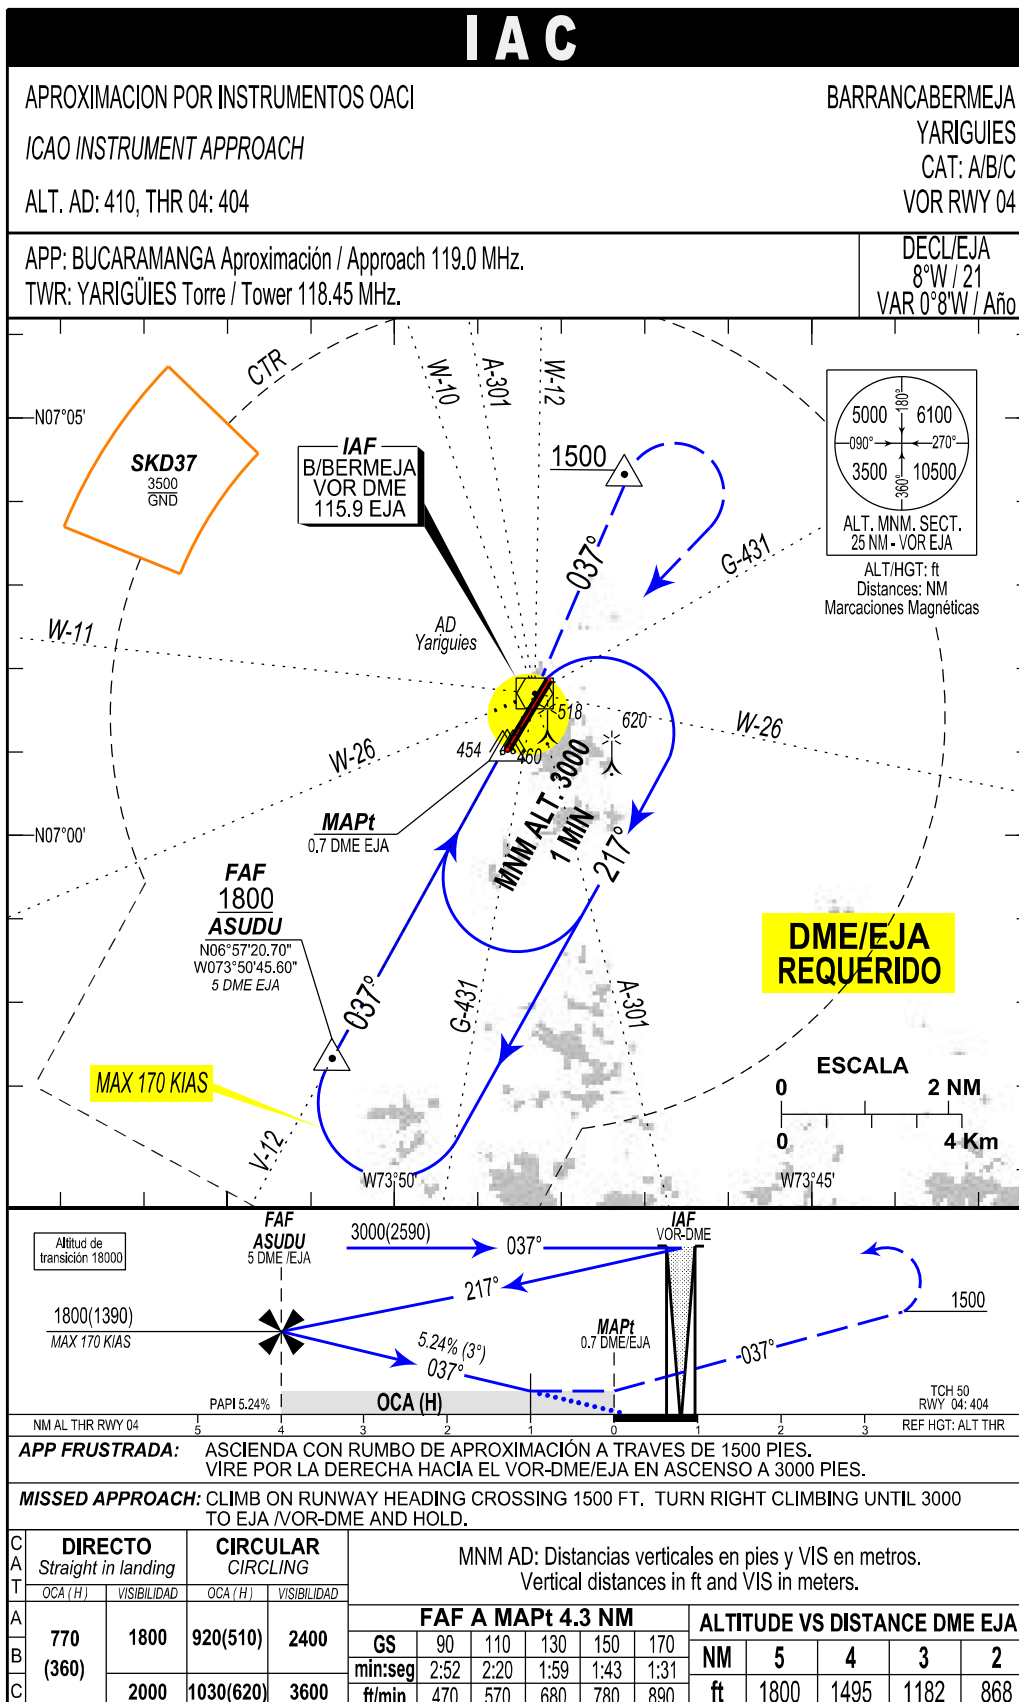 IAC
APROXIMACION POR INSTRUMENTOS OACI
ICAO INSTRUMENT APPROACH
ALT. AD: 410, THR 04: 404
BARRANCABERMEJA
YARIGUIES
CAT: A/B/C
VOR RWY 04
APP: BUCARAMANGA Aproximación / Approach 119.0 MHz.
TWR: YARIGÜIES Torre / Tower 118.45 MHz.
DECL/EJA
8°W / 21
VAR 0°8'W / Año
CTR
W-10
A-301
W-12
N07°05'
SKD37
3500
GND
IAF
B/BERMEJA
VOR DME
115.9 EJA
1500
037°
G-431
5000
6100
3500
10500
180°
090°
270°
360°
ALT. MNM. SECT.
25 NM - VOR EJA
ALT/HGT: ft
Distances: NM
Marcaciones Magnéticas
W-11
AD
Yariguies
W-26
W-26
518
620
454
460
MNM ALT. 3000
1 MIN
217°
MAPt
0.7 DME EJA
N07°00'
FAF
1800
ASUDU
N06°57'20.70"
W073°50'45.60"
5 DME EJA
037°
G-431
A-301
DME/EJA
REQUERIDO
MAX 170 KIAS
V-12
W73°50'
ESCALA
0 2 NM
0 4 Km
W73°45'
Altitud de
transición 18000
FAF
ASUDU
5 DME /EJA
3000(2590)
037°
IAF
VOR-DME
217°
1800(1390)
MAX 170 KIAS
5.24% (3°)
037°
MAPt
0.7 DME/EJA
037°
1500
PAPI 5.24%
OCA (H)
TCH 50
RWY 04: 404
NM AL THR RWY 04
5 4 3 2 1 0 1 2 3
REF HGT: ALT THR
APP FRUSTRADA: ASCIENDA CON RUMBO DE APROXIMACIÓN A TRAVES DE 1500 PIES.
VIRE POR LA DERECHA HACIA EL VOR-DME/EJA EN ASCENSO A 3000 PIES.
MISSED APPROACH: CLIMB ON RUNWAY HEADING CROSSING 1500 FT. TURN RIGHT CLIMBING UNTIL 3000
TO EJA /VOR-DME AND HOLD.
CAT
DIRECTO
Straight in landing
CIRCULAR
CIRCLING
OCA ( H ) VISIBILIDAD OCA ( H ) VISIBILIDAD
A
B
C
770
(360)
1800 920(510) 2400
2000 1030(620) 3600
MNM AD: Distancias verticales en pies y VIS en metros.
Vertical distances in ft and VIS in meters.
FAF A MAPt 4.3 NM
GS 90 110 130 150 170
min:seg 2:52 2:20 1:59 1:43 1:31
ft/min 470 570 680 780 890
ALTITUDE VS DISTANCE DME EJA
NM 5 4 3 2
ft 1800 1495 1182 868